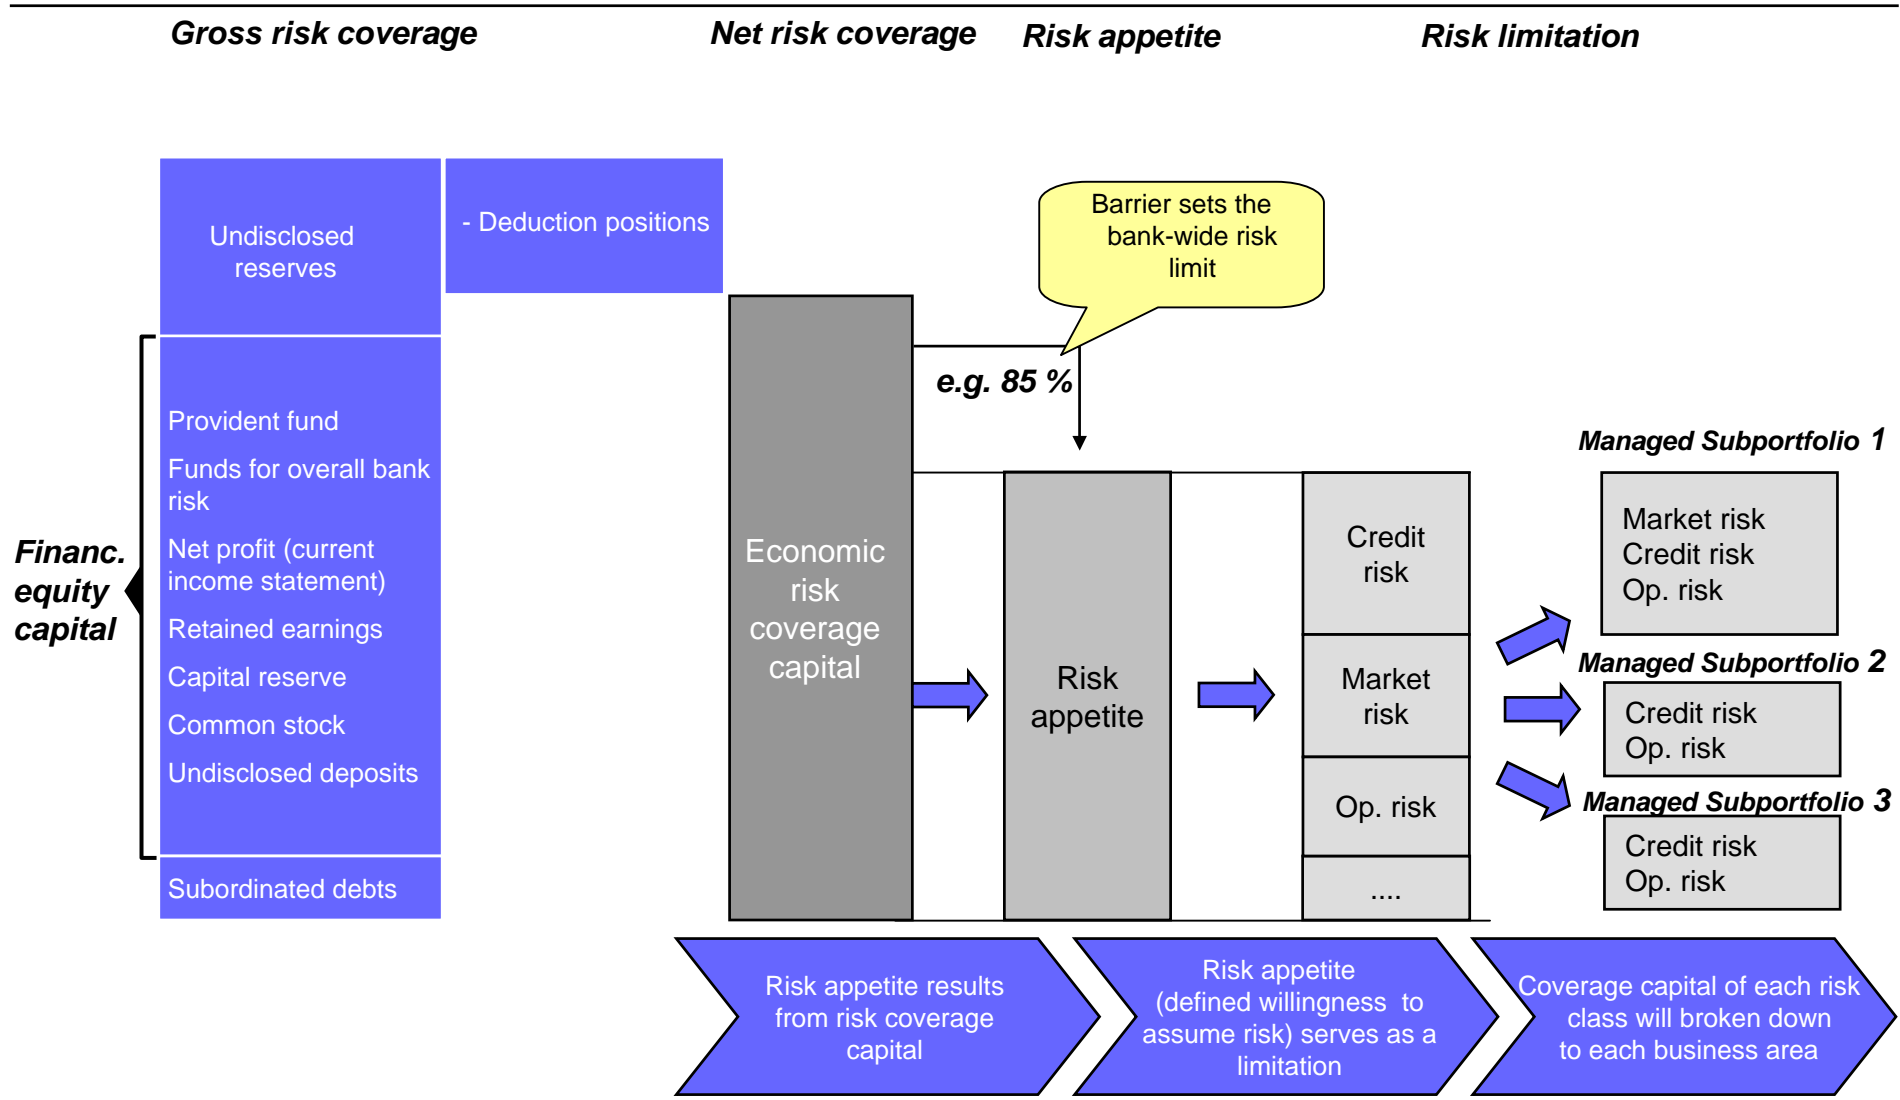 Gross risk coverage
Net risk coverage
Risk appetite
Risk limitation
Undisclosed
reserves
- Deduction positions
Barrier sets the
bank-wide risk
limit
e.g. 85 %
Financ.
equity
capital
Provident fund
Funds for overall bank
risk
Net profit (current
income statement)
Retained earnings
Capital reserve
Common stock
Undisclosed deposits
Subordinated debts
Economic
risk
coverage
capital
Risk
appetite
Credit
risk
Market
risk
Op. risk
....
Managed Subportfolio 1
Market risk
Credit risk
Op. risk
Managed Subportfolio 2
Credit risk
Op. risk
Managed Subportfolio 3
Credit risk
Op. risk
Risk appetite results
from risk coverage
capital
Risk appetite
(defined willingness to
assume risk) serves as a
limitation
Coverage capital of each risk
class will broken down
to each business area